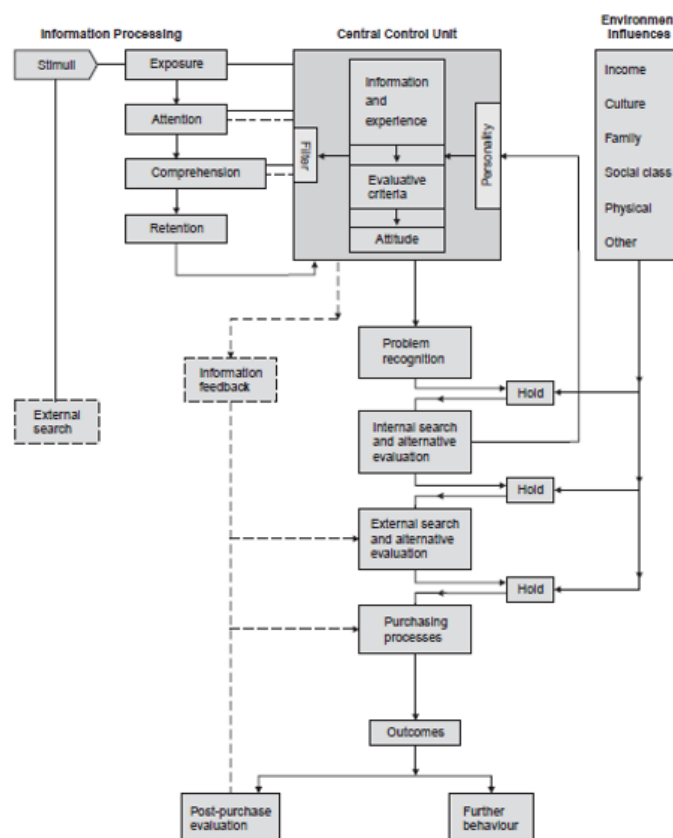 Information Processing
Central Control Unit
Environment
Influences
Stimuli
Exposure
Attention
Comprehension
Retention
Filter
Information
and
experience
Evaluative
criteria
Attitude
Personality
Income
Culture
Family
Social class
Physical
Other
Problem
recognition
Hold
Information
feedback
External
search
Internal search
and alternative
evaluation
Hold
External search
and alternative
evaluation
Hold
Purchasing
processes
Outcomes
Post-purchase
evaluation
Further
behaviour